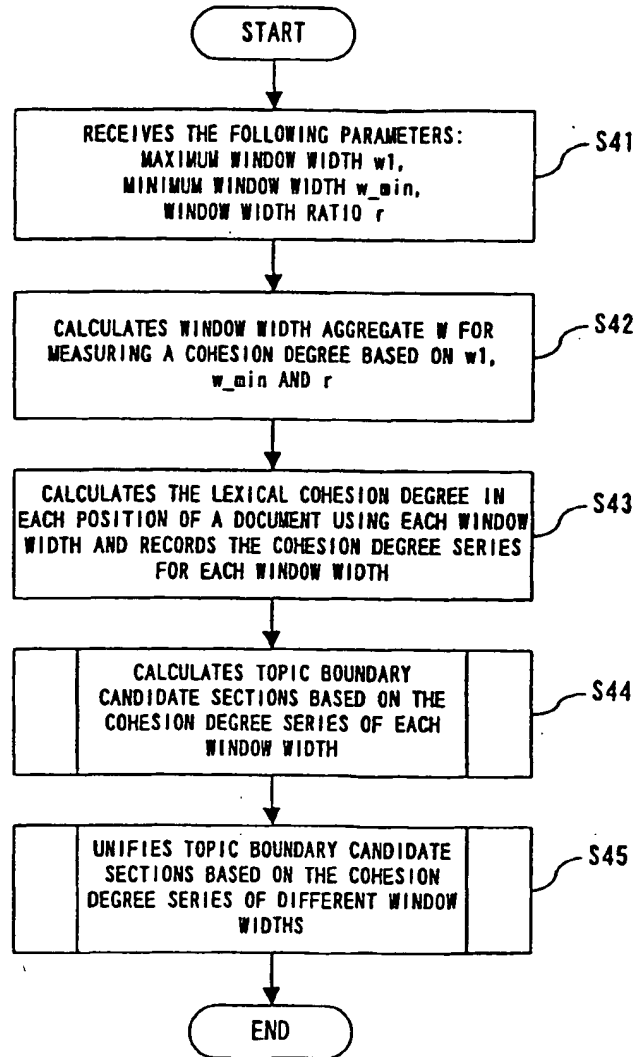 START
RECEIVES THE FOLLOWING PARAMETERS:
MAXIMUM WINDOW WIDTH w1,
MINIMUM WINDOW WIDTH w_min,
WINDOW WIDTH RATIO r
S41
CALCULATES WINDOW WIDTH AGGREGATE W FOR
MEASURING A COHESION DEGREE BASED ON w1,
w_min AND r
S42
CALCULATES THE LEXICAL COHESION DEGREE IN
EACH POSITION OF A DOCUMENT USING EACH WINDOW
WIDTH AND RECORDS THE COHESION DEGREE SERIES
FOR EACH WINDOW WIDTH
S43
CALCULATES TOPIC BOUNDARY
CANDIDATE SECTIONS BASED ON THE
COHESION DEGREE SERIES OF EACH
WINDOW WIDTH
S44
UNIFIES TOPIC BOUNDARY CANDIDATE
SECTIONS BASED ON THE COHESION
DEGREE SERIES OF DIFFERENT WINDOW
WIDTHS
S45
END